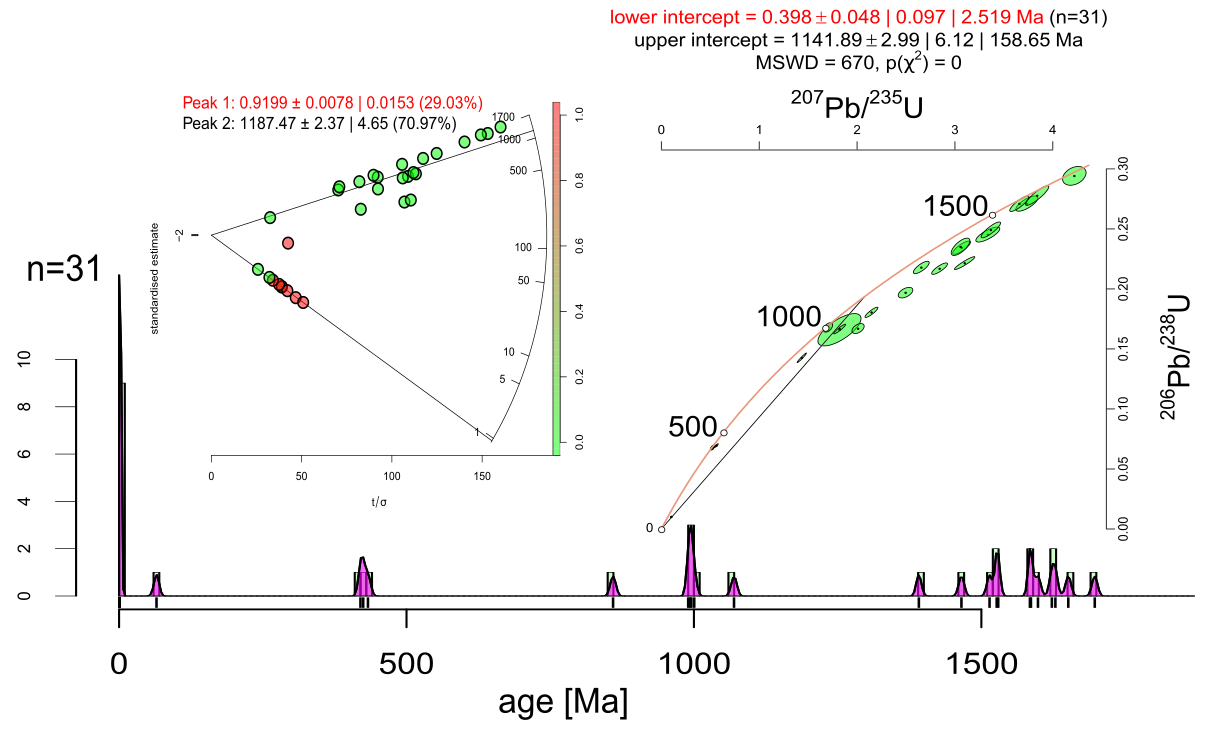 lower intercept = 0.398 ± 0.048 | 0.097 | 2.519 Ma (n=31)
upper intercept = 1141.89 ± 2.99 | 6.12 | 158.65 Ma
MSWD = 670, p(χ²) = 0
Peak 1: 0.9199 ± 0.0078 | 0.0153 (29.03%)
Peak 2: 1187.47 ± 2.37 | 4.65 (70.97%)
²⁰⁷Pb/²³⁵U
0 1 2 3 4
1700
1000
500
100
50
10
5
1
−2
standardised estimate
0 50 100 150
t/σ
1.0
0.8
0.6
0.4
0.2
0.0
1500
1000
500
0
0.30
0.25
0.20
0.15
0.10
0.05
0.00
²⁰⁶Pb/²³⁸U
n=31
10
8
6
4
2
0
0 500 1000 1500
age [Ma]